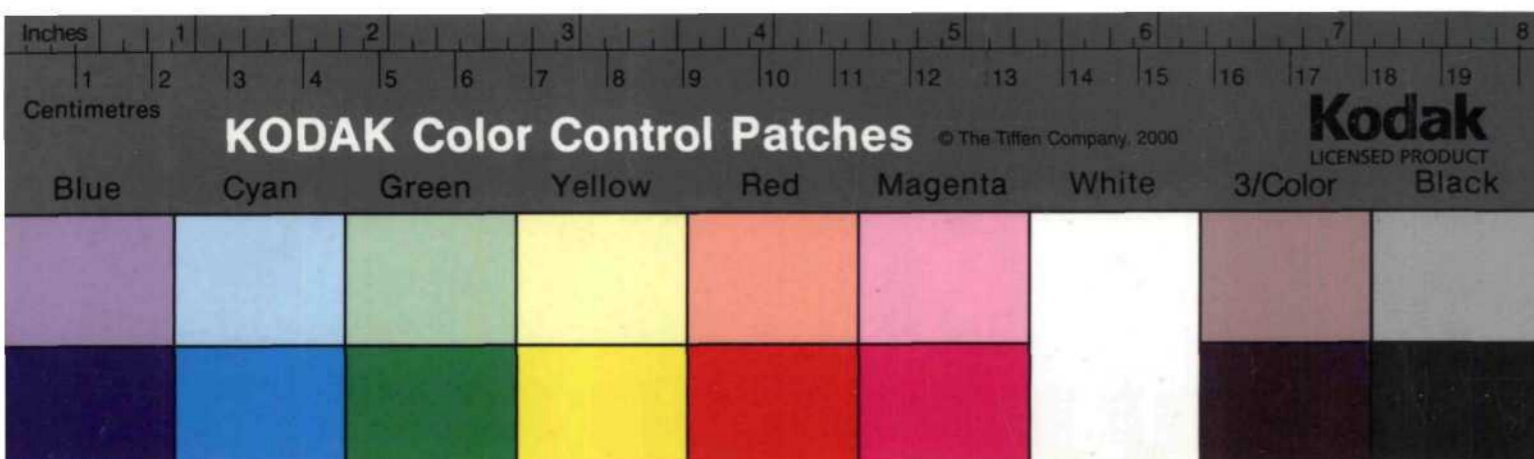 Inches 1 2 3 4 5 6 7 8
1 2 3 4 5 6 7 8 9 10 11 12 13 14 15 16 17 18 19
Centimetres
KODAK Color Control Patches © The Tiffen Company, 2000
Kodak
LICENSED PRODUCT
Blue Cyan Green Yellow Red Magenta White 3/Color Black